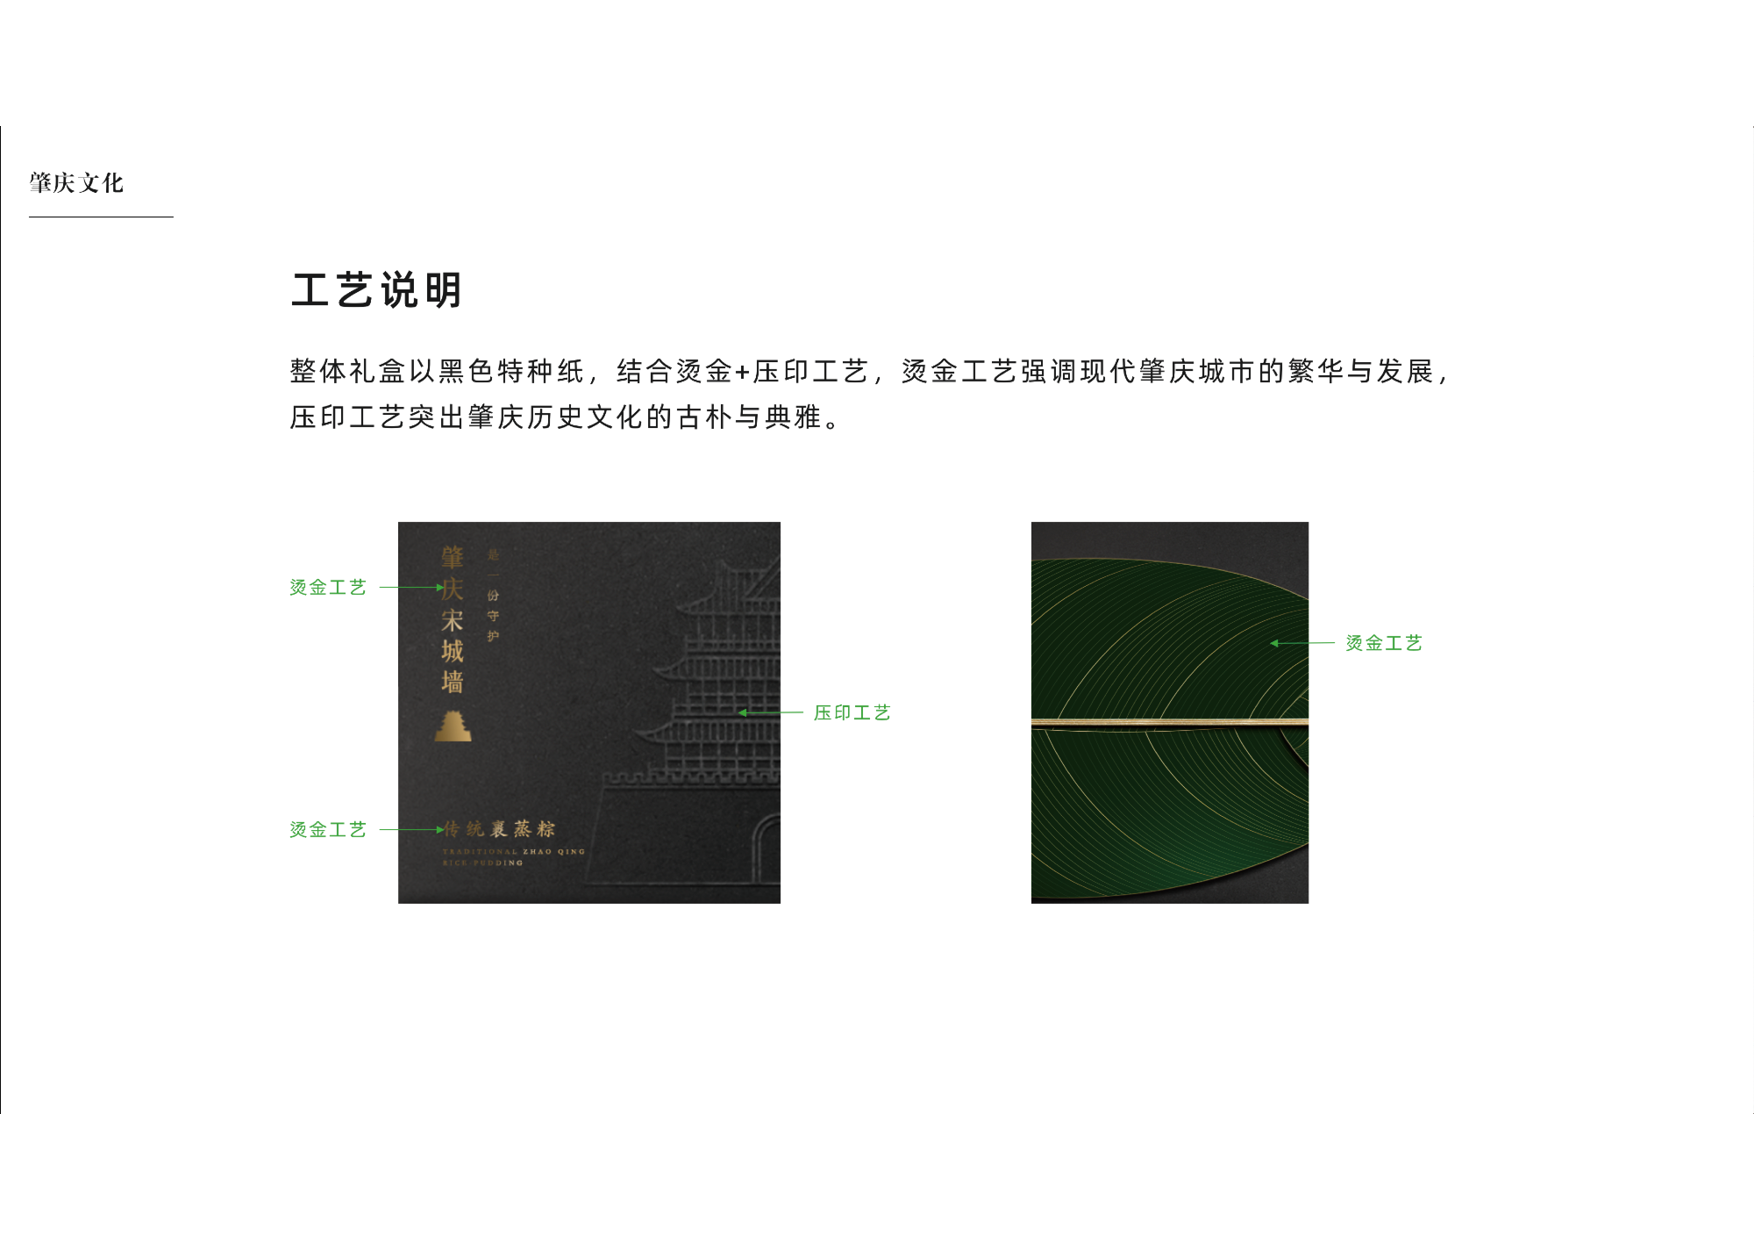 肇庆文化
工艺说明
整体礼盒以黑色特种纸，结合烫金+压印工艺，烫金工艺强调现代肇庆城市的繁华与发展，
压印工艺突出肇庆历史文化的古朴与典雅。
烫金工艺
肇庆宋城墙
是一份守护
压印工艺
烫金工艺
传统裹蒸粽
TRADITIONAL ZHAO QING
RICE PUDDING
烫金工艺